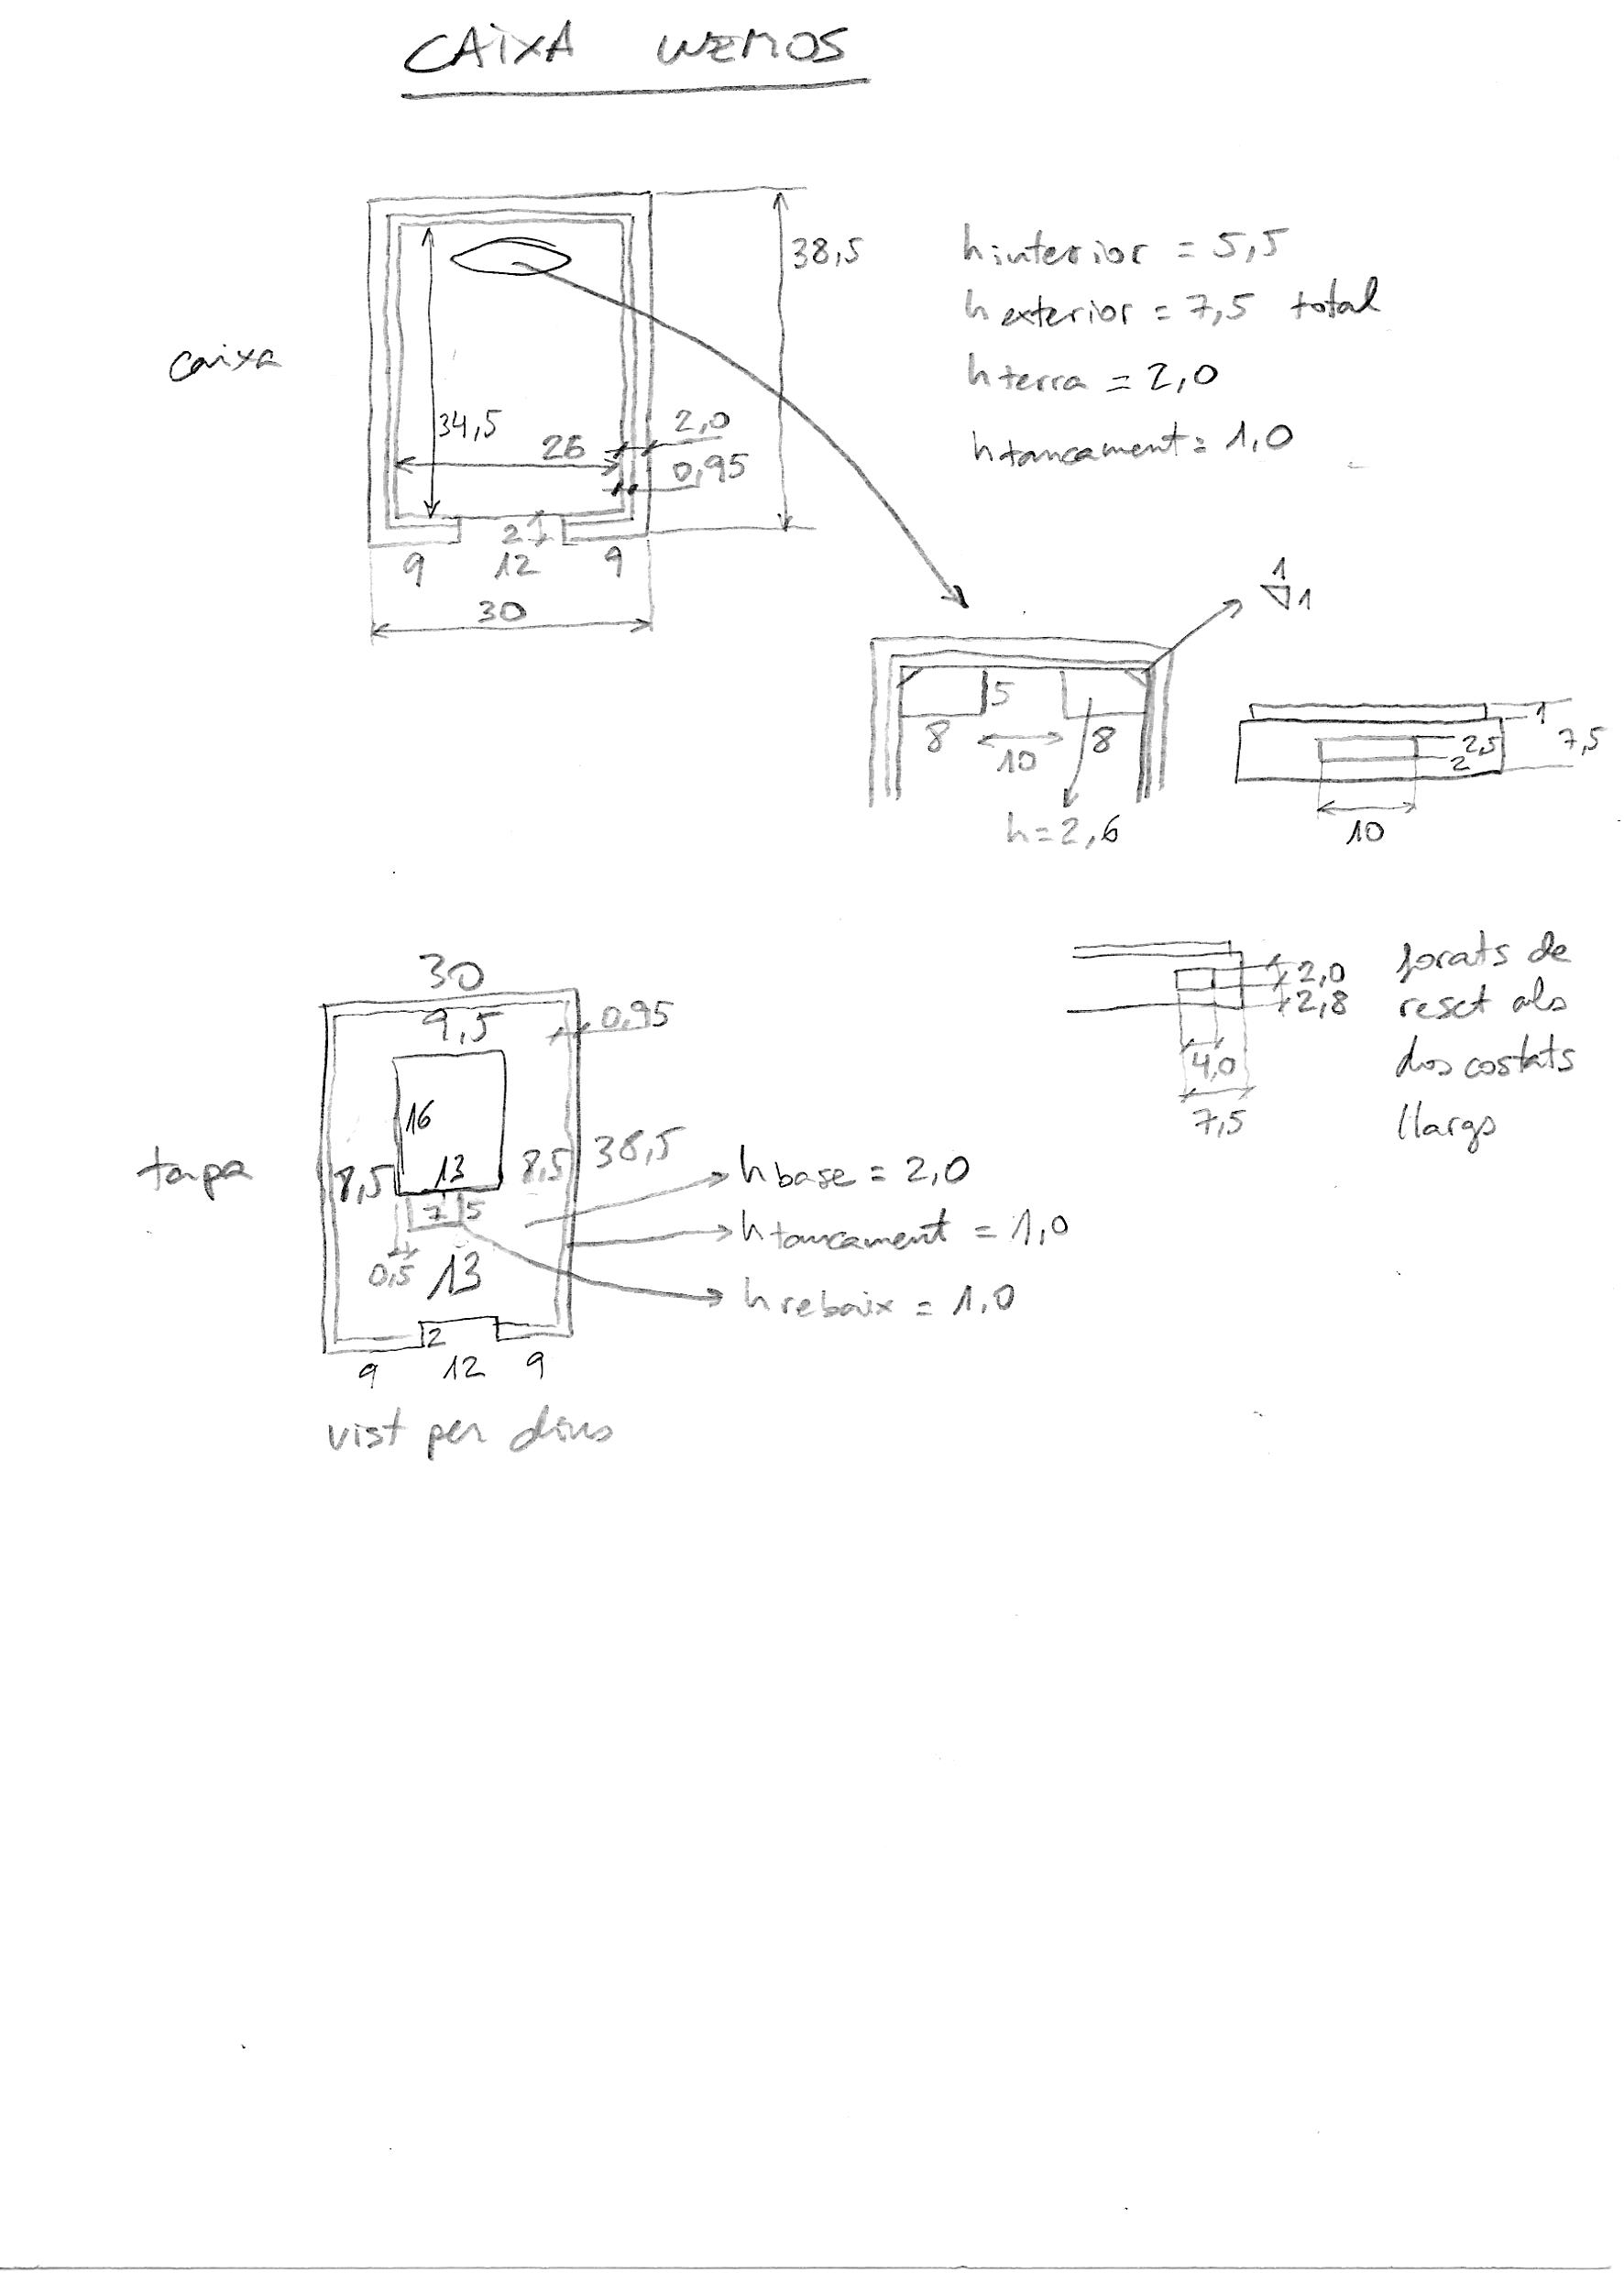 CAIXA WEMOS
caixa
38,5
34,5
26
2,0
0,95
2
9
12
9
30
h interior = 5,5
h exterior = 7,5 total
h terra = 2,0
h tancament = 1,0
1
1
5
8
10
8
h = 2,6
1
2,5
7,5
2
10
tapa
30
9,5
0,95
16
13
8,5
8,5
38,5
7
5
0,5
13
2
9
12
9
vist per dins
h base = 2,0
h tancament = 1,0
h rebaix = 1,0
2,0
2,8
4,0
7,5
forats de
reset als
dos costats
llargs